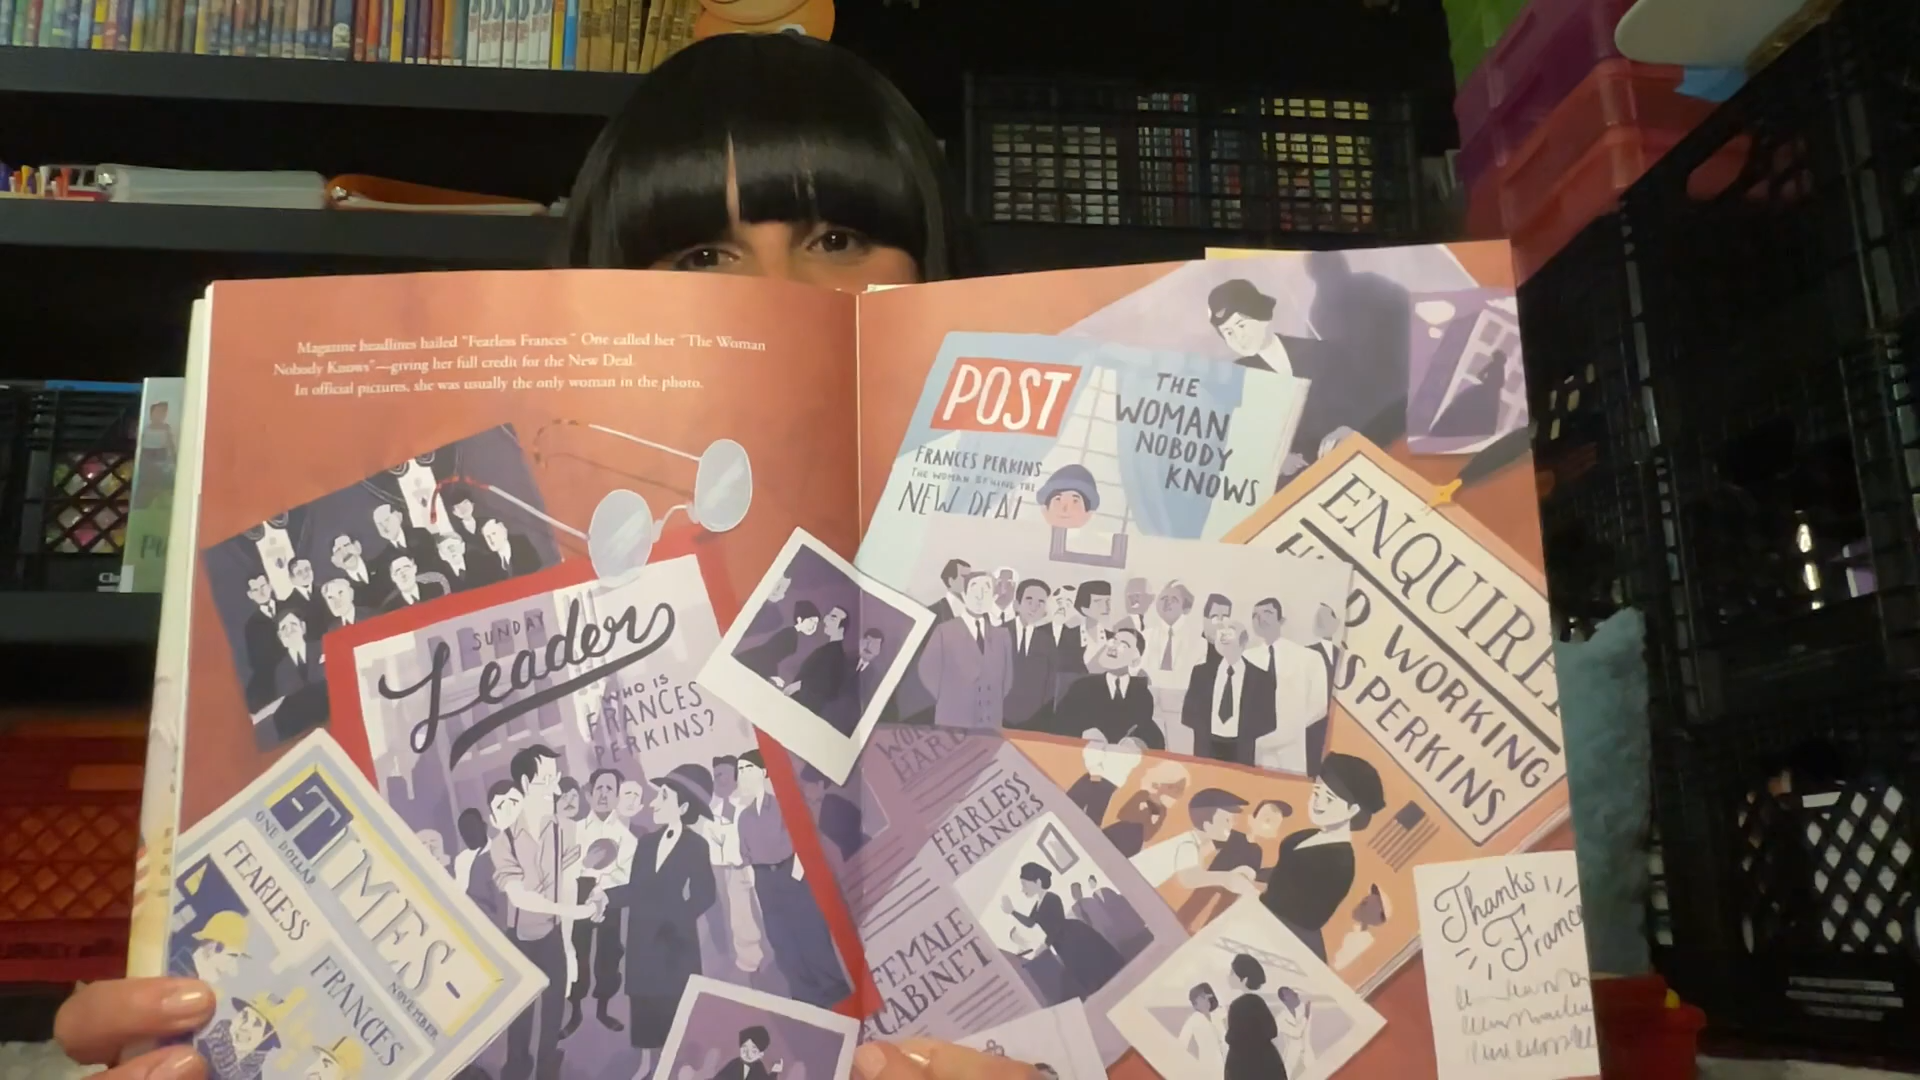 Magazine headlines hailed "Fearless Frances." One called her "The Woman
Nobody Knows"—giving her full credit for the New Deal.
In official pictures, she was usually the only woman in the photo.
SUNDAY
Leader
WHO IS
FRANCES
PERKINS?
TIMES
ONE DOLLAR
NOVEMBER
FEARLESS
FRANCES
POST
THE
WOMAN
NOBODY
KNOWS
FRANCES PERKINS
THE WOMAN BEHIND THE
NEW DEAL
ENQUIRE
WORKING
PERKINS
HARD
FEARLESS
FRANCES
FEMALE
CABINET
Thanks